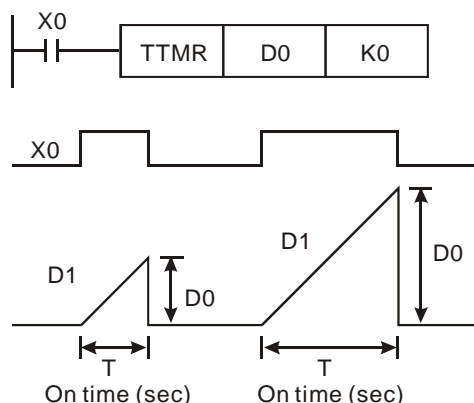 X0
TTMR D0 K0
X0
D1 D0 D1 D0
T T
On time (sec) On time (sec)